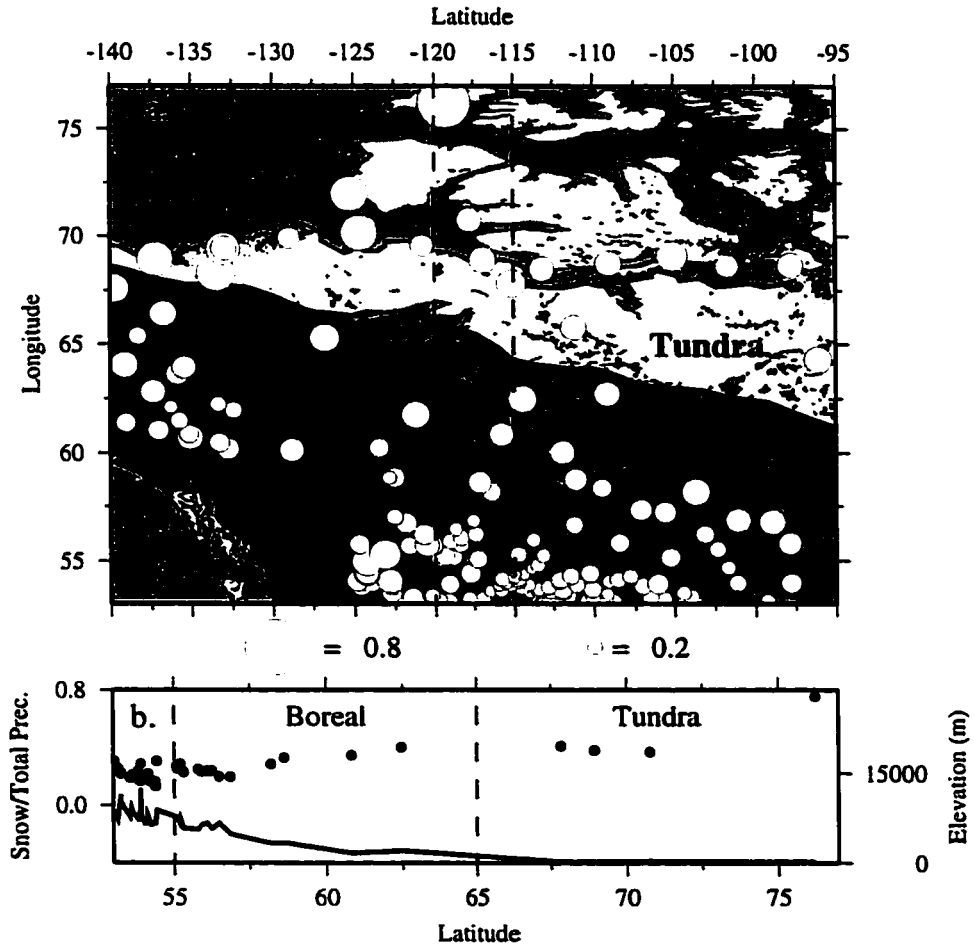 Latitude
-140 -135 -130 -125 -120 -115 -110 -105 -100 -95
75
70
65
60
55
Longitude
Tundra
= 0.8 = 0.2
0.8
0.0
Snow/Total Prec.
b. Boreal Tundra
15000
0
Elevation (m)
55 60 65 70 75
Latitude